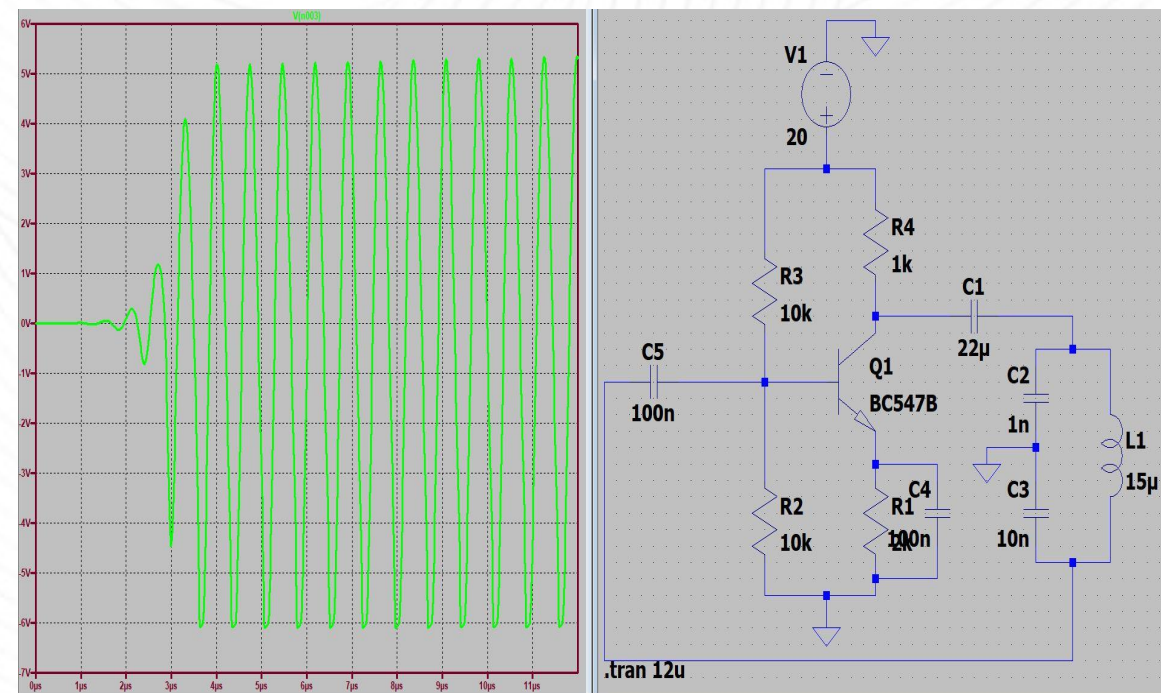 V(n003)
6V
5V
4V
3V
2V
1V
0V
-1V
-2V
-3V
-4V
-5V
-6V
-7V
0µs
1µs
2µs
3µs
4µs
5µs
6µs
7µs
8µs
9µs
10µs
11µs
V1
20
R4
1k
R3
10k
C1
22µ
C5
100n
Q1
BC547B
C2
1n
L1
15µ
R2
10k
R1
2k
C4
100n
C3
10n
.tran 12u